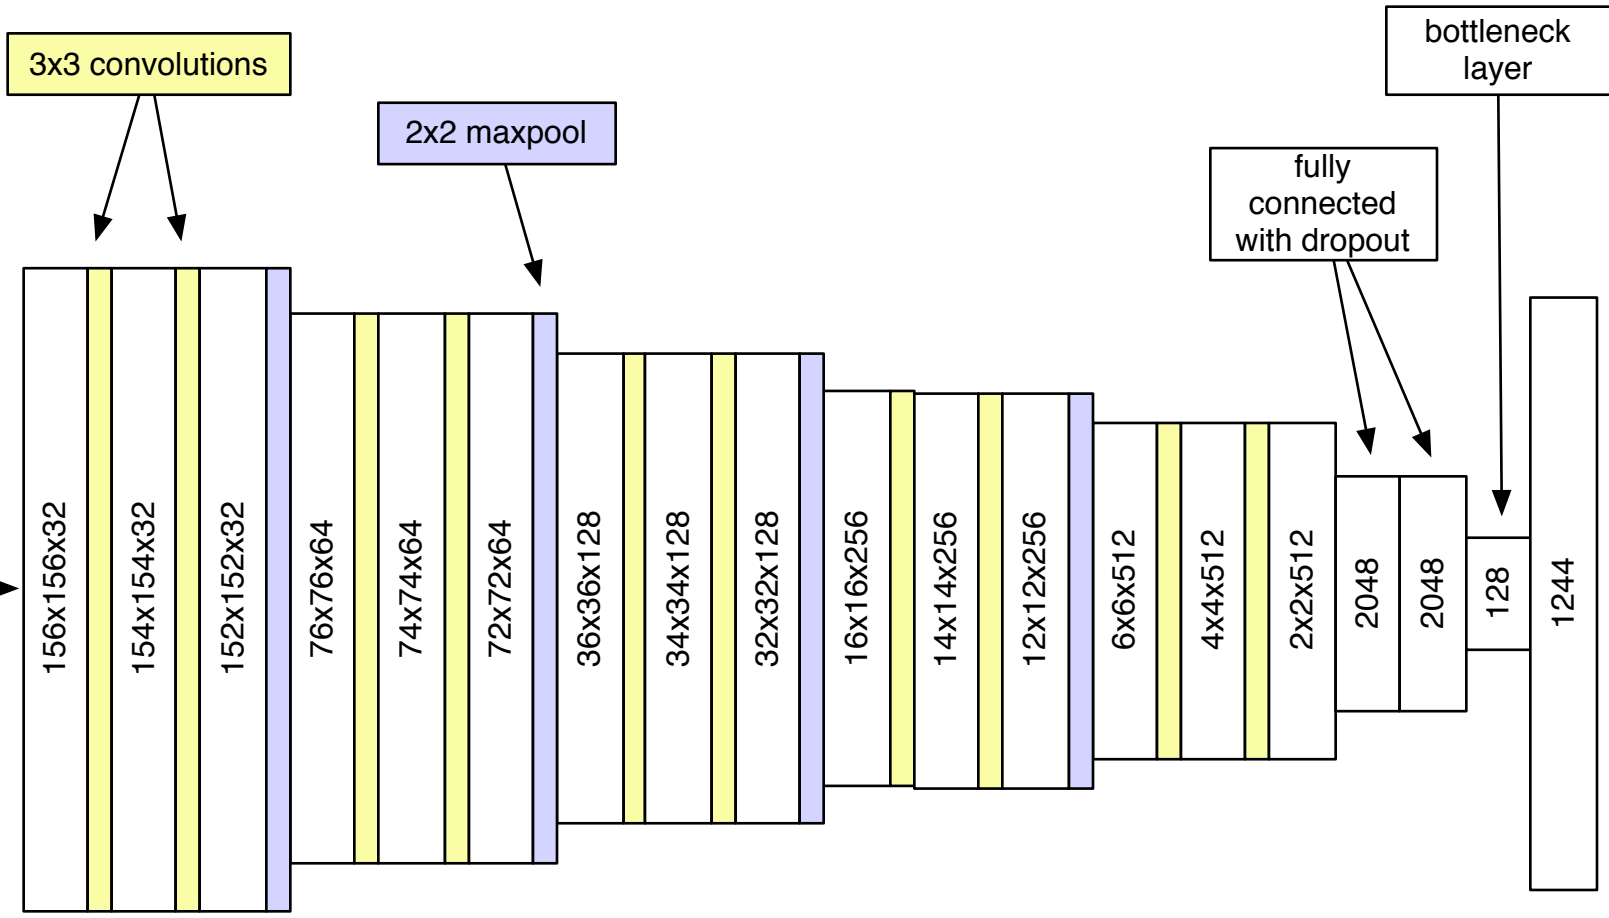 3x3 convolutions
2x2 maxpool
bottleneck
layer
fully
connected
with dropout
156x156x32
154x154x32
152x152x32
76x76x64
74x74x64
72x72x64
36x36x128
34x34x128
32x32x128
16x16x256
14x14x256
12x12x256
6x6x512
4x4x512
2x2x512
2048
2048
128
1244